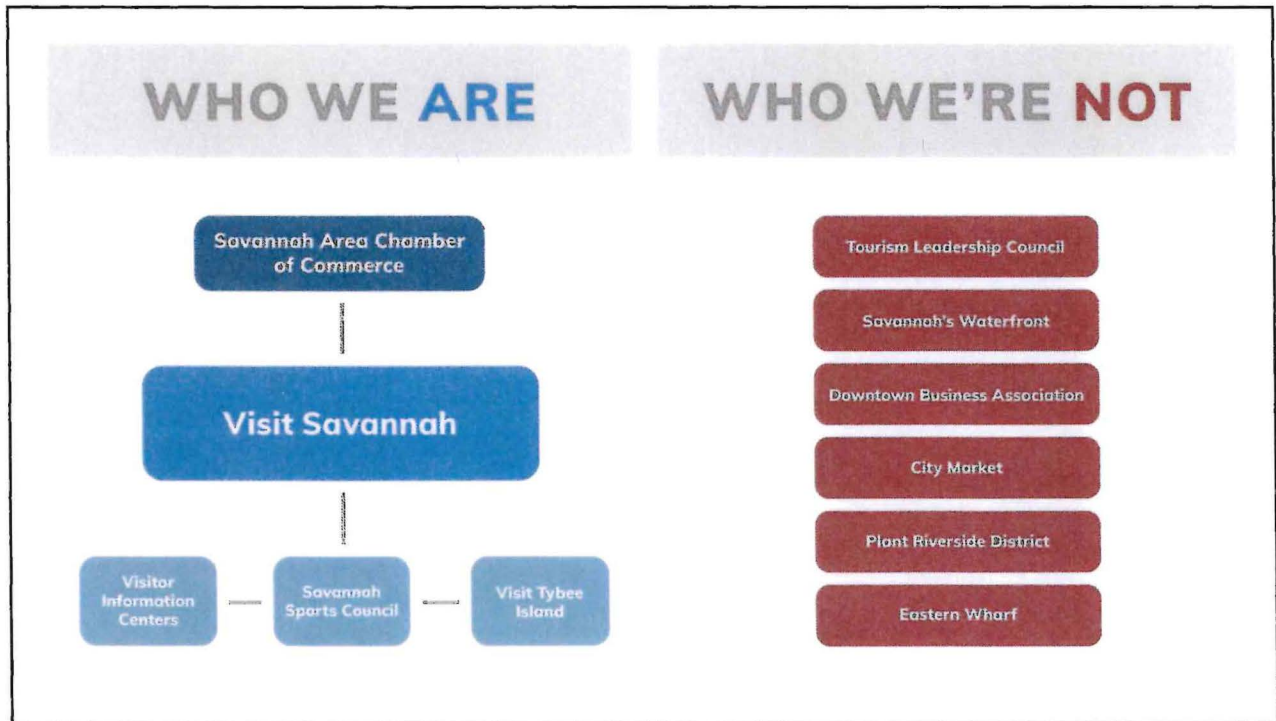 WHO WE ARE
WHO WE'RE NOT
Savannah Area Chamber
of Commerce
Visit Savannah
Visitor
Information
Centers
Savannah
Sports Council
Visit Tybee
Island
Tourism Leadership Council
Savannah's Waterfront
Downtown Business Association
City Market
Plant Riverside District
Eastern Wharf